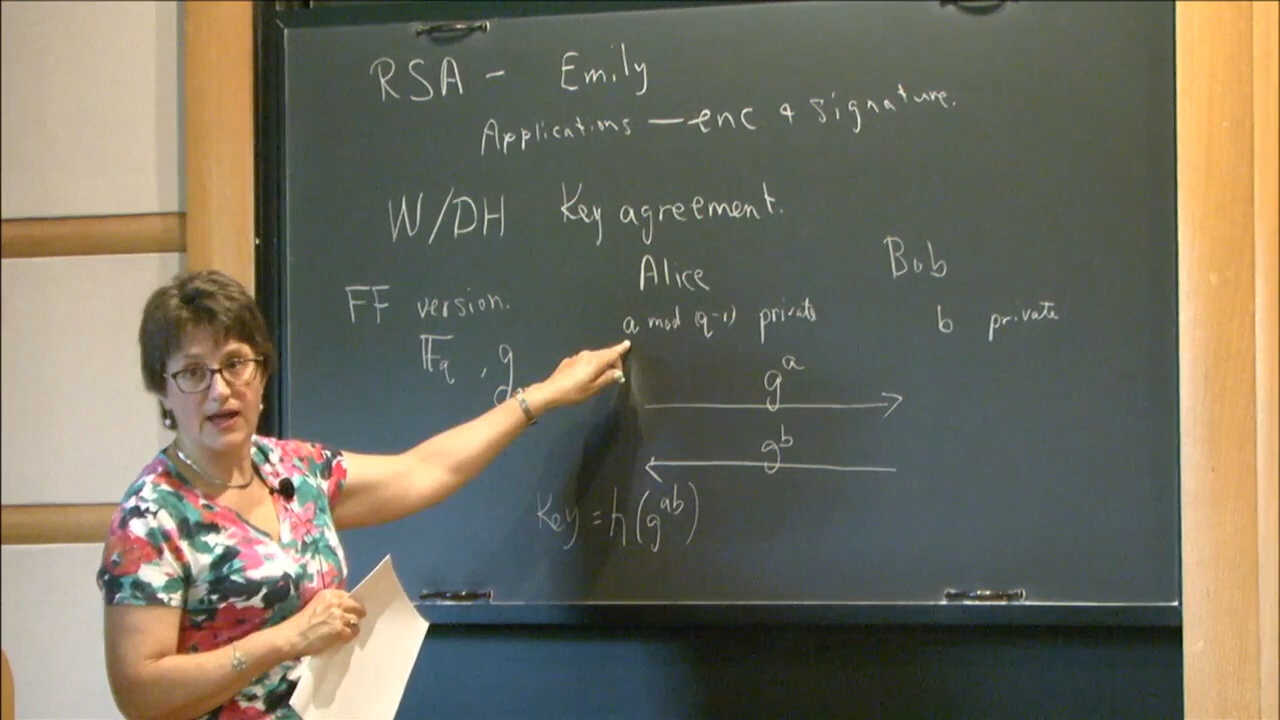 RSA - Emily
Applications — enc & signature.
W/DH Key agreement.
Alice Bob
FF version.
a mod (q-1) private b private
𝔽q , g
g^a
g^b
Key = h(g^ab)